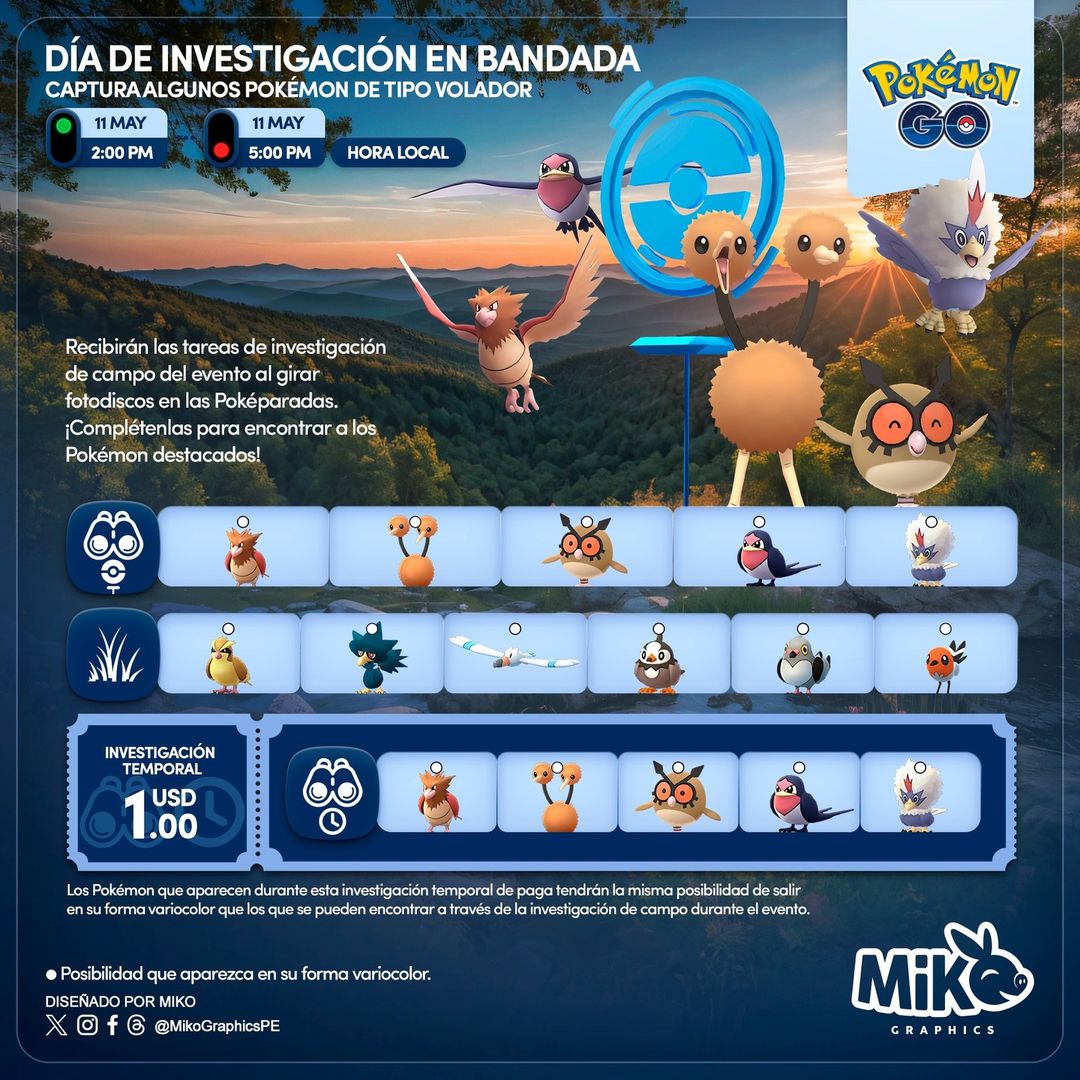 DÍA DE INVESTIGACIÓN EN BANDADA
CAPTURA ALGUNOS POKÉMON DE TIPO VOLADOR
11 MAY
2:00 PM
11 MAY
5:00 PM
HORA LOCAL
POKÉMON
GO
TM
Recibirán las tareas de investigación
de campo del evento al girar
fotodiscos en las Poképaradas.
¡Complétenlas para encontrar a los
Pokémon destacados!
INVESTIGACIÓN
TEMPORAL
1.00 USD
Los Pokémon que aparecen durante esta investigación temporal de paga tendrán la misma posibilidad de salir
en su forma variocolor que los que se pueden encontrar a través de la investigación de campo durante el evento.
Posibilidad que aparezca en su forma variocolor.
DISEÑADO POR MIKO
@MikoGraphicsPE
MiKO
GRAPHICS